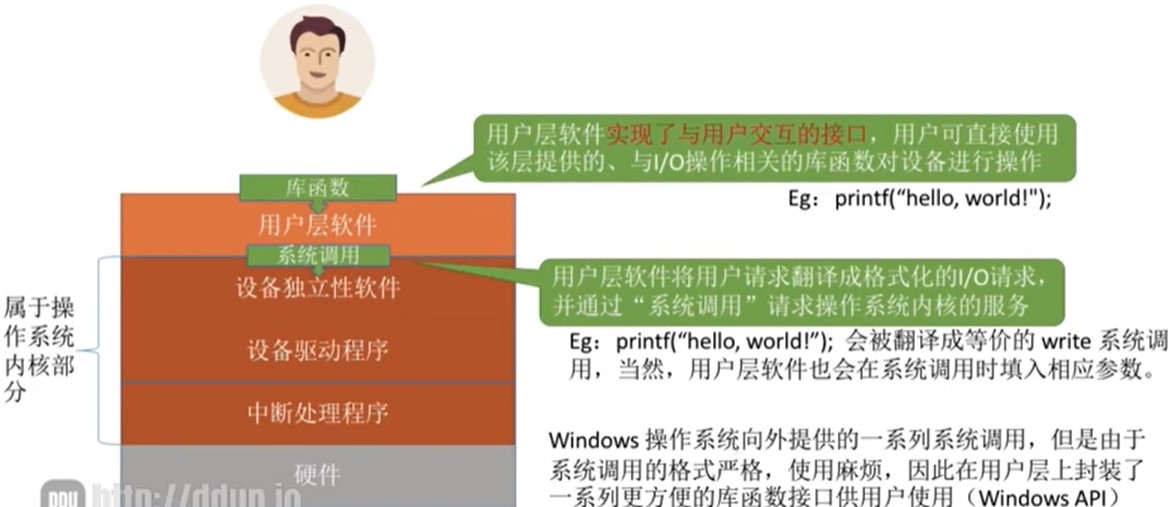 用户层软件实现了与用户交互的接口，用户可直接使用
该层提供的、与I/O操作相关的库函数对设备进行操作
Eg：printf(“hello, world!");
库函数
用户层软件
系统调用
用户层软件将用户请求翻译成格式化的I/O请求，
并通过“系统调用”请求操作系统内核的服务
设备独立性软件
设备驱动程序
中断处理程序
硬件
属于操
作系统
内核部
分
Eg：printf(“hello, world!”); 会被翻译成等价的 write 系统调
用，当然，用户层软件也会在系统调用时填入相应参数。
Windows 操作系统向外提供的一系列系统调用，但是由于
系统调用的格式严格，使用麻烦，因此在用户层上封装了
一系列更方便的库函数接口供用户使用（Windows API）
http://ddup.io